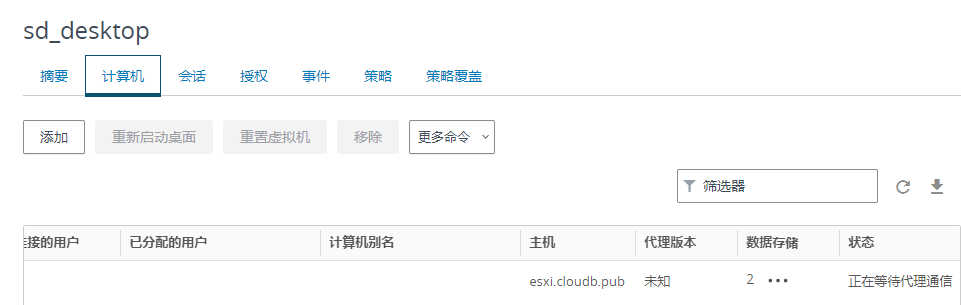 sd_desktop
摘要 计算机 会话 授权 事件 策略 策略覆盖
添加 重新启动桌面 重置虚拟机 移除 更多命令
筛选器
接的用户 已分配的用户 计算机别名 主机 代理版本 数据存储 状态
esxi.cloudb.pub 未知 2 ••• 正在等待代理通信